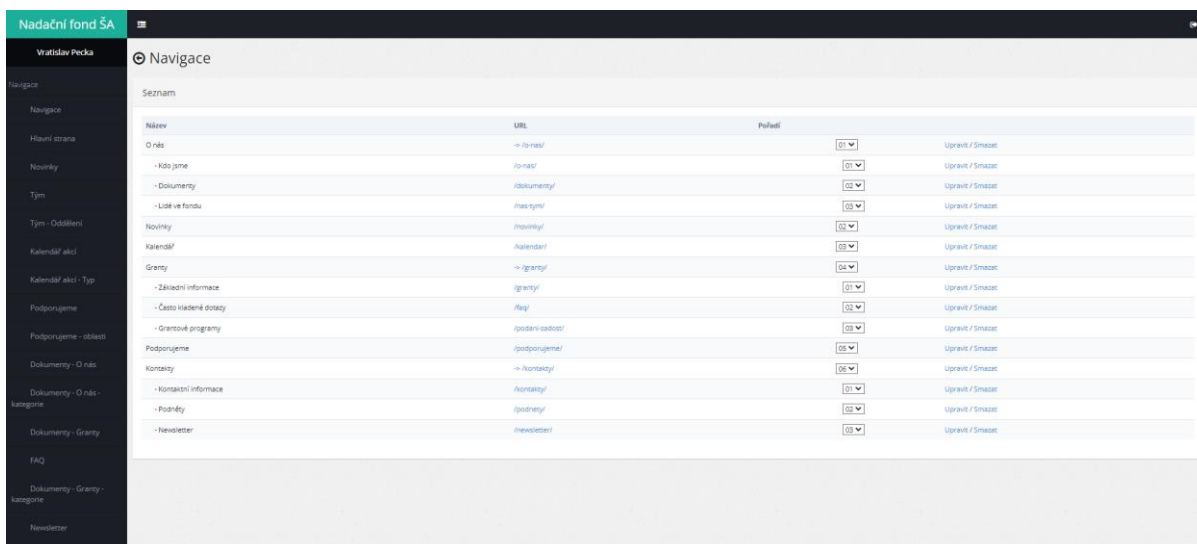 Nadační fond ŠA
Vratislav Pecka
Navigace
Navigace
Hlavní strana
Novinky
Tým
Tým - Oddělení
Kalendář akcí
Kalendář akcí - Typ
Podporujeme
Podporujeme - oblasti
Dokumenty - O nás
Dokumenty - O nás -
kategorie
Dokumenty - Granty
FAQ
Dokumenty - Granty -
kategorie
Newsletter
Navigace
Seznam
Název URL Pořadí
O nás -> /o-nas/ 01 Upravit / Smazat
- Kdo jsme /o-nas/ 01 Upravit / Smazat
- Dokumenty /dokumenty/ 02 Upravit / Smazat
- Lidé ve fondu /nas-tym/ 03 Upravit / Smazat
Novinky /novinky/ 02 Upravit / Smazat
Kalendář /kalendar/ 03 Upravit / Smazat
Granty -> /granty/ 04 Upravit / Smazat
- Základní informace /granty/ 01 Upravit / Smazat
- Často kladené dotazy /faq/ 02 Upravit / Smazat
- Grantové programy /podani-zadost/ 03 Upravit / Smazat
Podporujeme /podporujeme/ 05 Upravit / Smazat
Kontakty -> /kontakty/ 06 Upravit / Smazat
- Kontaktní informace /kontakty/ 01 Upravit / Smazat
- Podněty /podnety/ 02 Upravit / Smazat
- Newsletter /newsletter/ 03 Upravit / Smazat